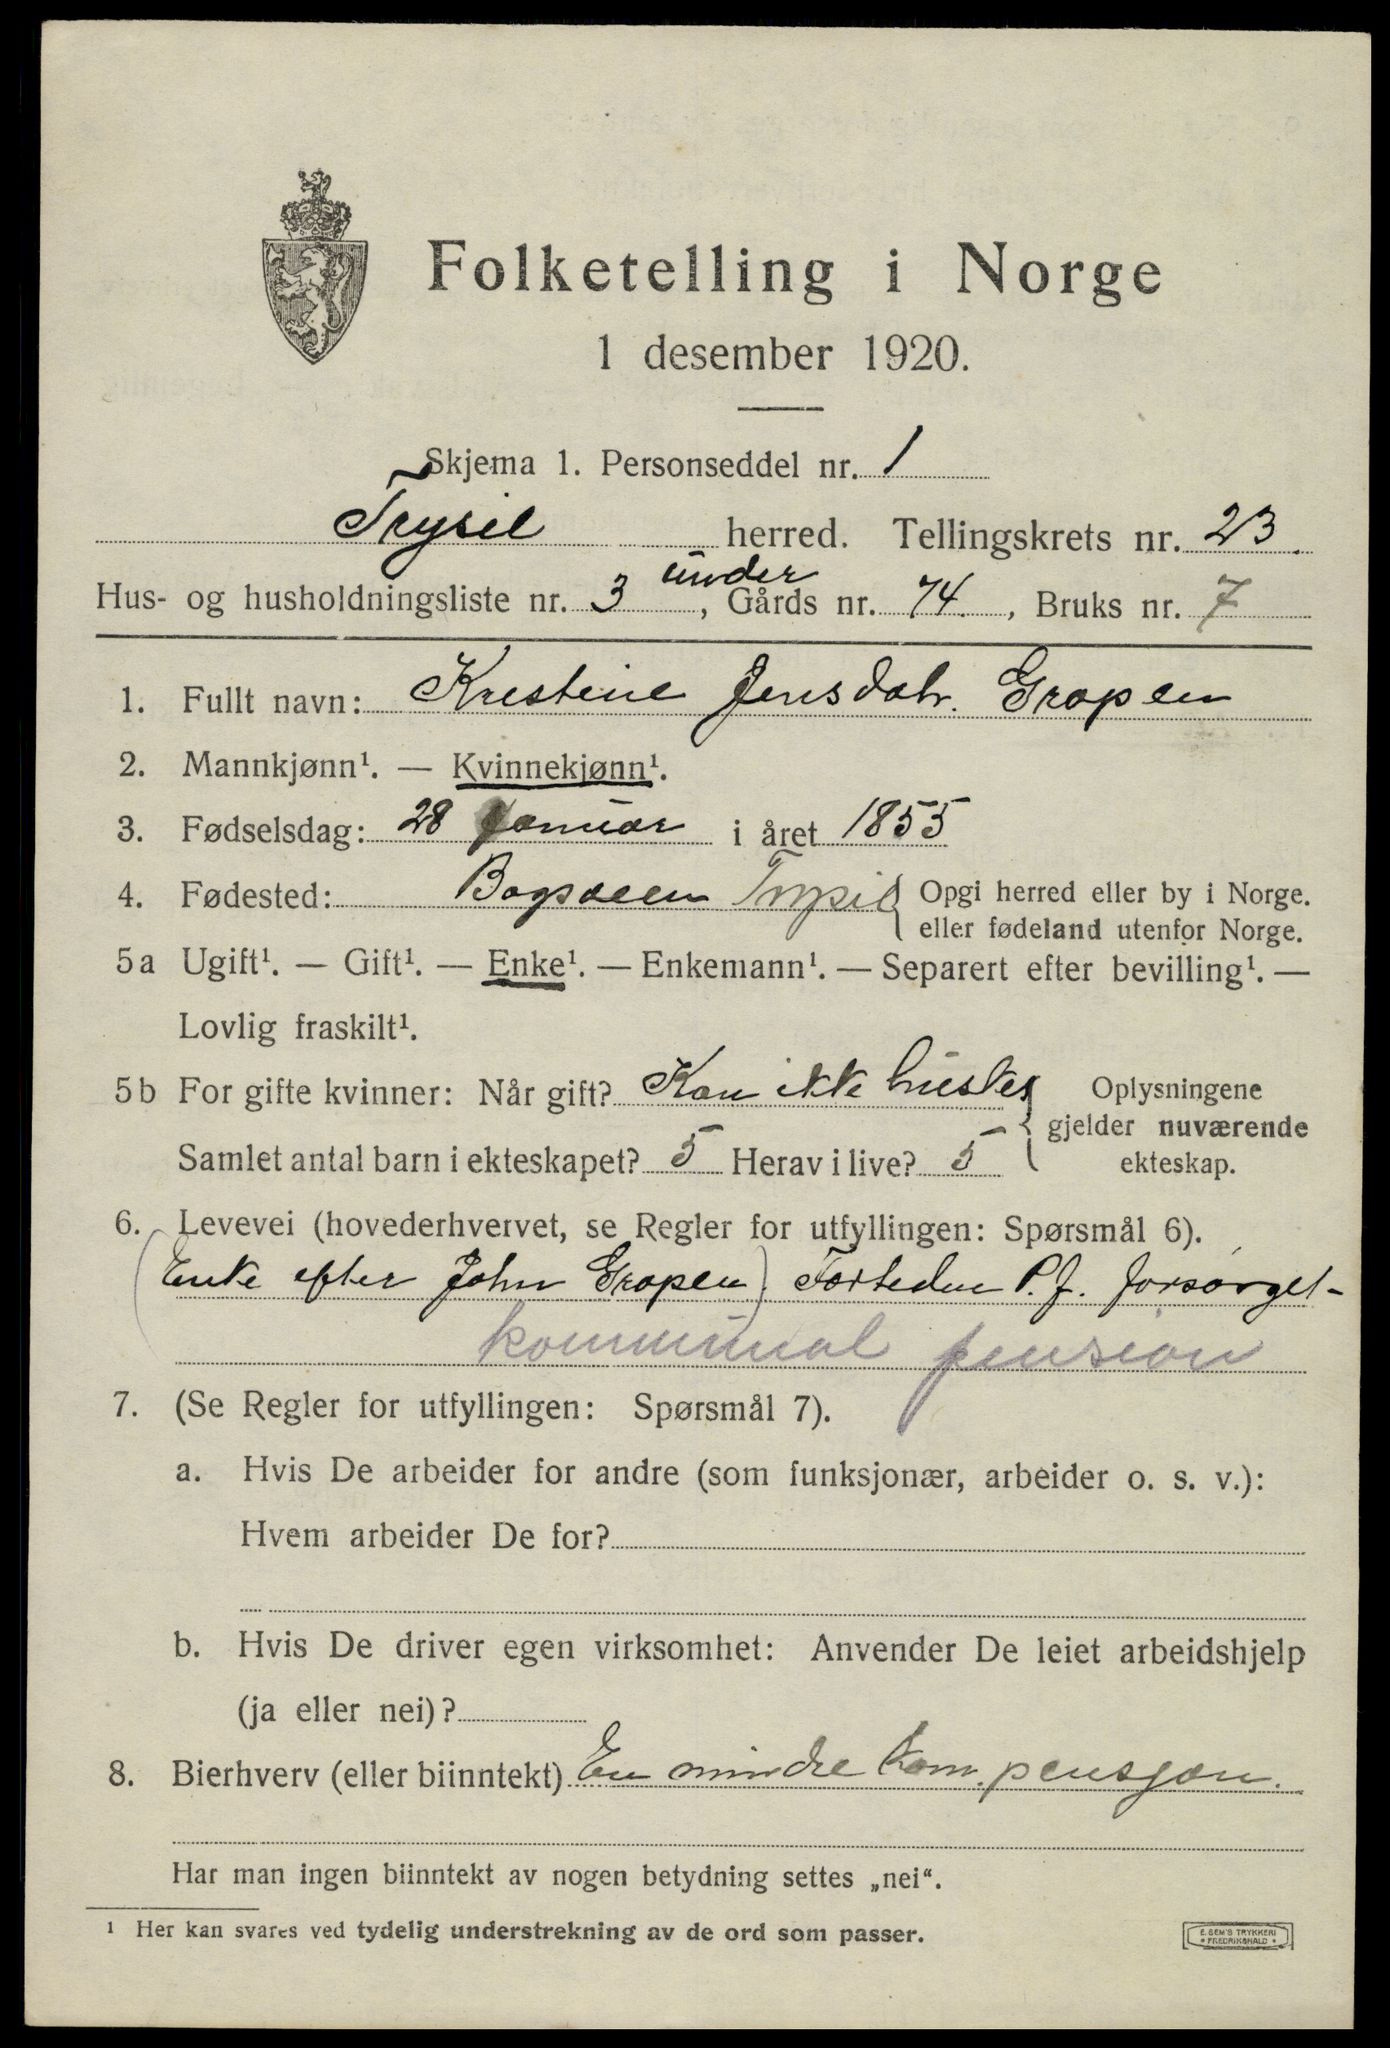 Folketelling i Norge
1 desember 1920.
Skjema 1. Personseddel nr. 1
Trysil herred. Tellingskrets nr. 23.
Hus- og husholdningsliste nr. 3 under, Gårds nr. 74., Bruks nr. 7
1. Fullt navn: Kristine Jensdatr. Gropen
2. Mannkjønn¹. — Kvinnekjønn¹.
3. Fødselsdag: 28 Januar i året 1855
4. Fødested: Trysil { Opgi herred eller by i Norge.
eller fødeland utenfor Norge.
5a Ugift¹. — Gift¹. — Enke¹. — Enkemann¹. — Separert efter bevilling¹. —
Lovlig fraskilt¹.
5b For gifte kvinner: Når gift? Kan ikke huskes { Oplysningene
gjelder nuværende
Samlet antal barn i ekteskapet? 5 Herav i live? 5 ekteskap.
6. Levevei (hovederhvervet, se Regler for utfyllingen: Spørsmål 6).
(Enke efter John Gropen) Forheden P. J. forsørget-
kommunal pension
7. (Se Regler for utfyllingen: Spørsmål 7).
a. Hvis De arbeider for andre (som funksjonær, arbeider o. s. v.):
Hvem arbeider De for?
b. Hvis De driver egen virksomhet: Anvender De leiet arbeidshjelp
(ja eller nei)?
8. Bierhverv (eller biinntekt) En mindre kom. pensjon.
Har man ingen biinntekt av nogen betydning settes „nei“.
¹ Her kan svares ved tydelig understrekning av de ord som passer.
E. SEM'S TRYKKERI
* FREDRIKSHALD *